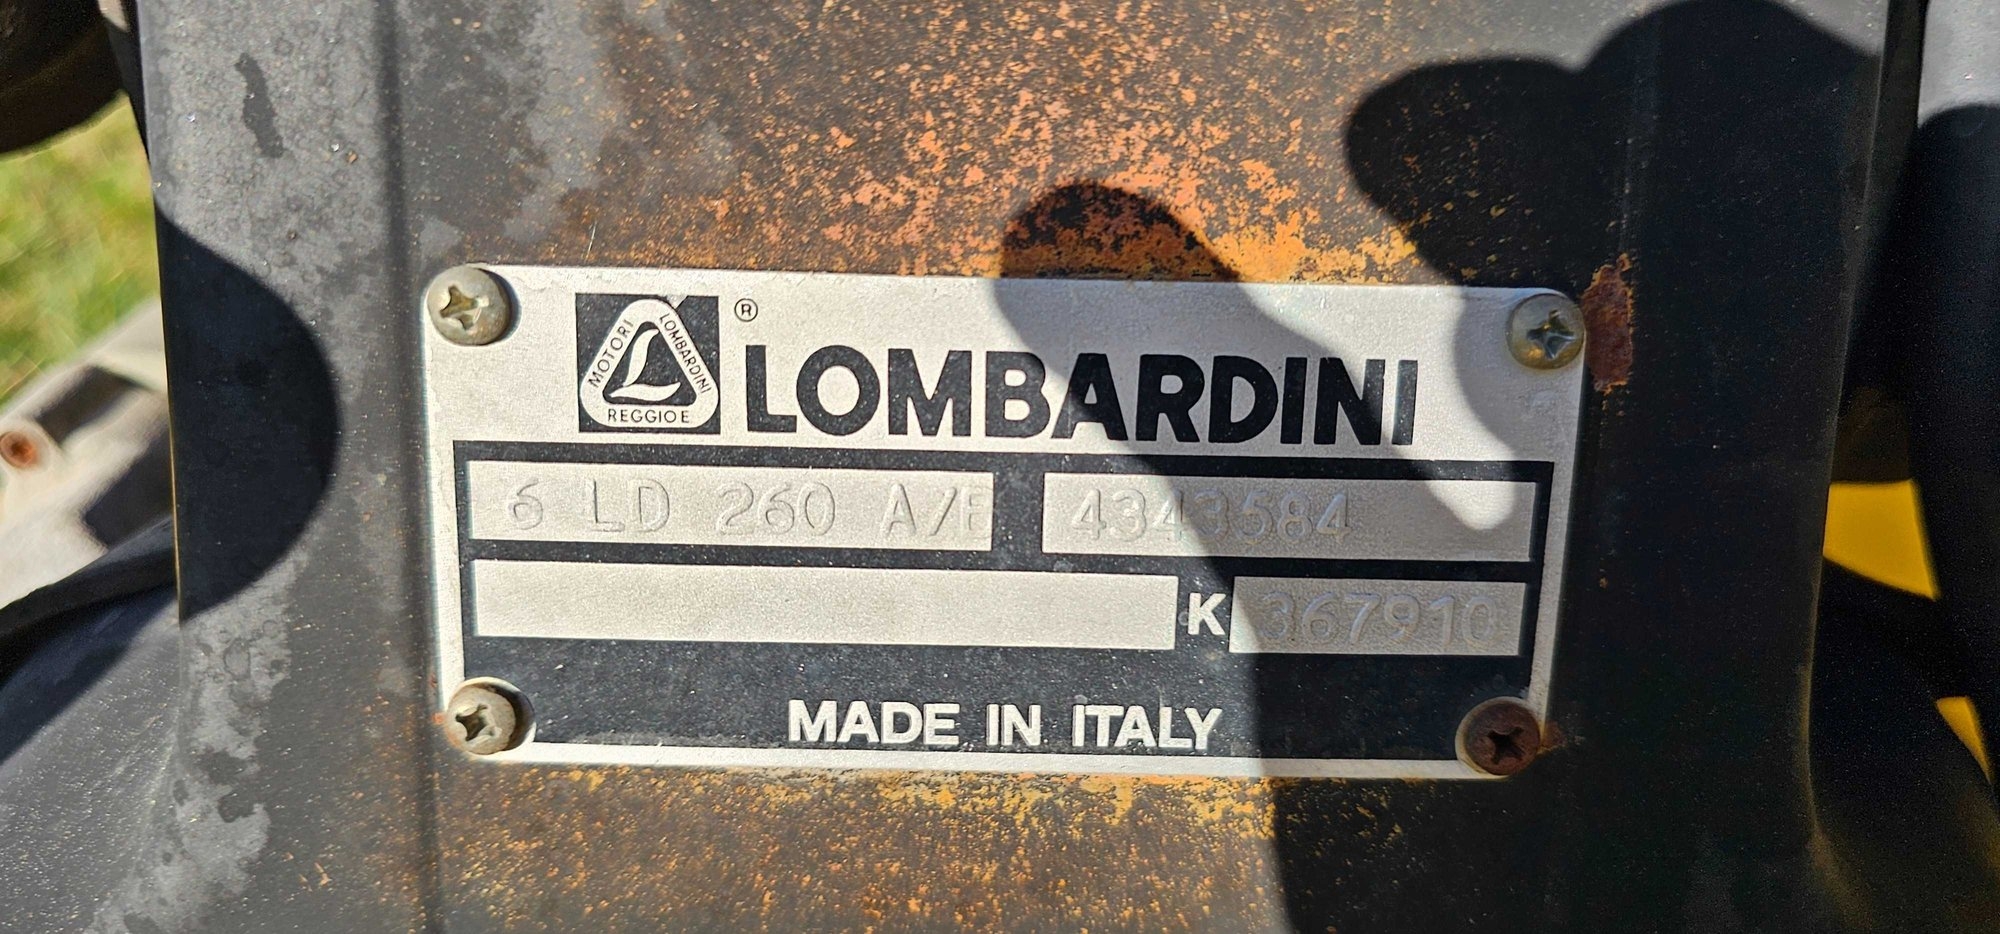 MOTORI LOMBARDINI
REGGIO E
®
LOMBARDINI
6 LD 260 A/E 4343584
K 367910
MADE IN ITALY